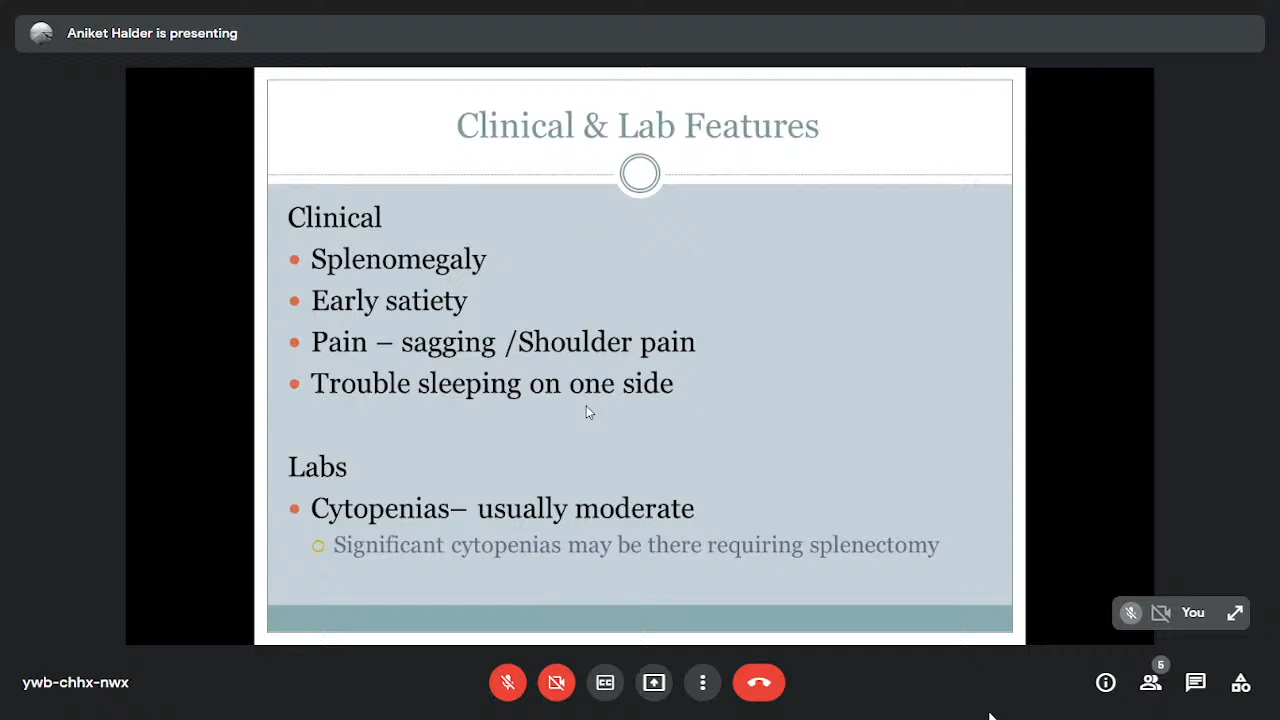 Aniket Halder is presenting
Clinical & Lab Features
Clinical
Splenomegaly
Early satiety
Pain – sagging /Shoulder pain
Trouble sleeping on one side
Labs
Cytopenias– usually moderate
Significant cytopenias may be there requiring splenectomy
You
5
ywb-chhx-nwx
CC